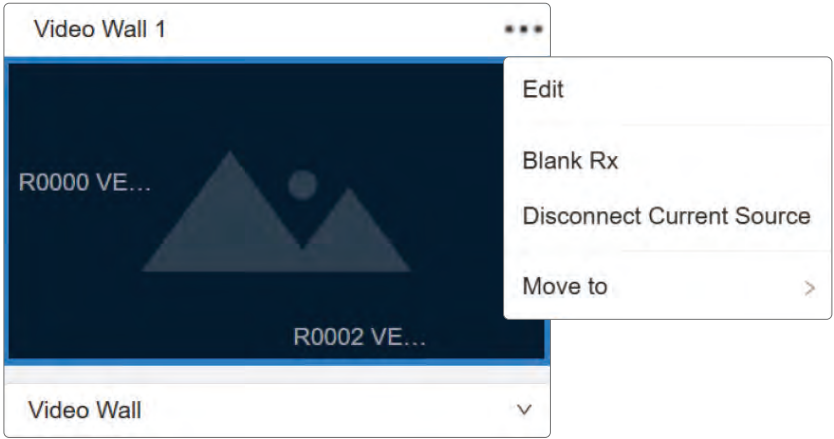 Video Wall 1
Edit
Blank Rx
Disconnect Current Source
Move to
R0000 VE...
R0002 VE...
Video Wall